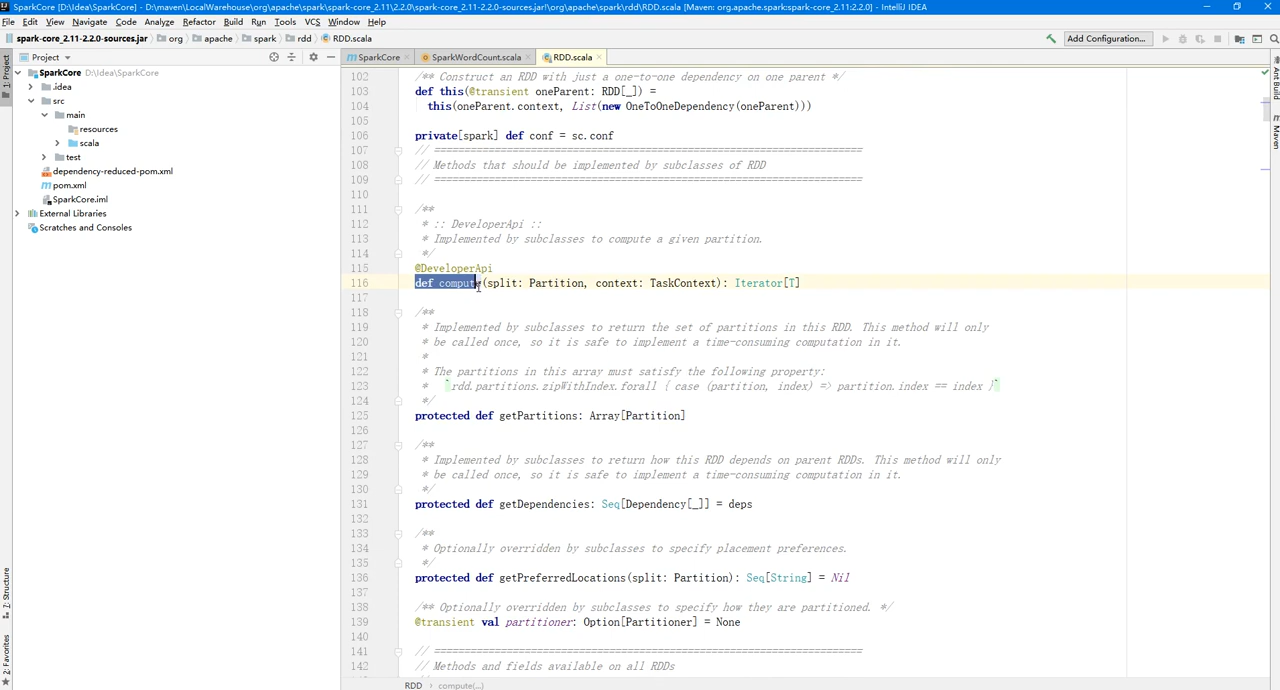 SparkCore [D:\Idea\SparkCore] - D:\maven\LocalWarehouse\org\apache\spark\spark-core_2.11\2.2.0\spark-core_2.11-2.2.0-sources.jar!\org\apache\spark\rdd\RDD.scala [Maven: org.apache.spark:spark-core_2.11:2.2.0] - IntelliJ IDEA
File Edit View Navigate Code Analyze Refactor Build Run Tools VCS Window Help
spark-core_2.11-2.2.0-sources.jar org apache spark rdd RDD.scala
Add Configuration...
Project
SparkCore SparkWordCount.scala RDD.scala
SparkCore D:\Idea\SparkCore
.idea
src
main
resources
scala
test
dependency-reduced-pom.xml
pom.xml
SparkCore.iml
External Libraries
Scratches and Consoles
1: Project
7: Structure
2: Favorites
Ant Build
Maven
102 /** Construct an RDD with just a one-to-one dependency on one parent */
103 def this(@transient oneParent: RDD[_]) =
104 this(oneParent.context, List(new OneToOneDependency(oneParent)))
105
106 private[spark] def conf = sc.conf
107 // =======================================================================
108 // Methods that should be implemented by subclasses of RDD
109 // =======================================================================
110
111 /**
112 * :: DeveloperApi ::
113 * Implemented by subclasses to compute a given partition.
114 */
115 @DeveloperApi
116 def compute(split: Partition, context: TaskContext): Iterator[T]
117
118 /**
119 * Implemented by subclasses to return the set of partitions in this RDD. This method will only
120 * be called once, so it is safe to implement a time-consuming computation in it.
121 *
122 * The partitions in this array must satisfy the following property:
123 * `rdd.partitions.zipWithIndex.forall { case (partition, index) => partition.index == index }`
124 */
125 protected def getPartitions: Array[Partition]
126
127 /**
128 * Implemented by subclasses to return how this RDD depends on parent RDDs. This method will only
129 * be called once, so it is safe to implement a time-consuming computation in it.
130 */
131 protected def getDependencies: Seq[Dependency[_]] = deps
132
133 /**
134 * Optionally overridden by subclasses to specify placement preferences.
135 */
136 protected def getPreferredLocations(split: Partition): Seq[String] = Nil
137
138 /** Optionally overridden by subclasses to specify how they are partitioned. */
139 @transient val partitioner: Option[Partitioner] = None
140
141 // =======================================================================
142 // Methods and fields available on all RDDs
RDD compute(...)